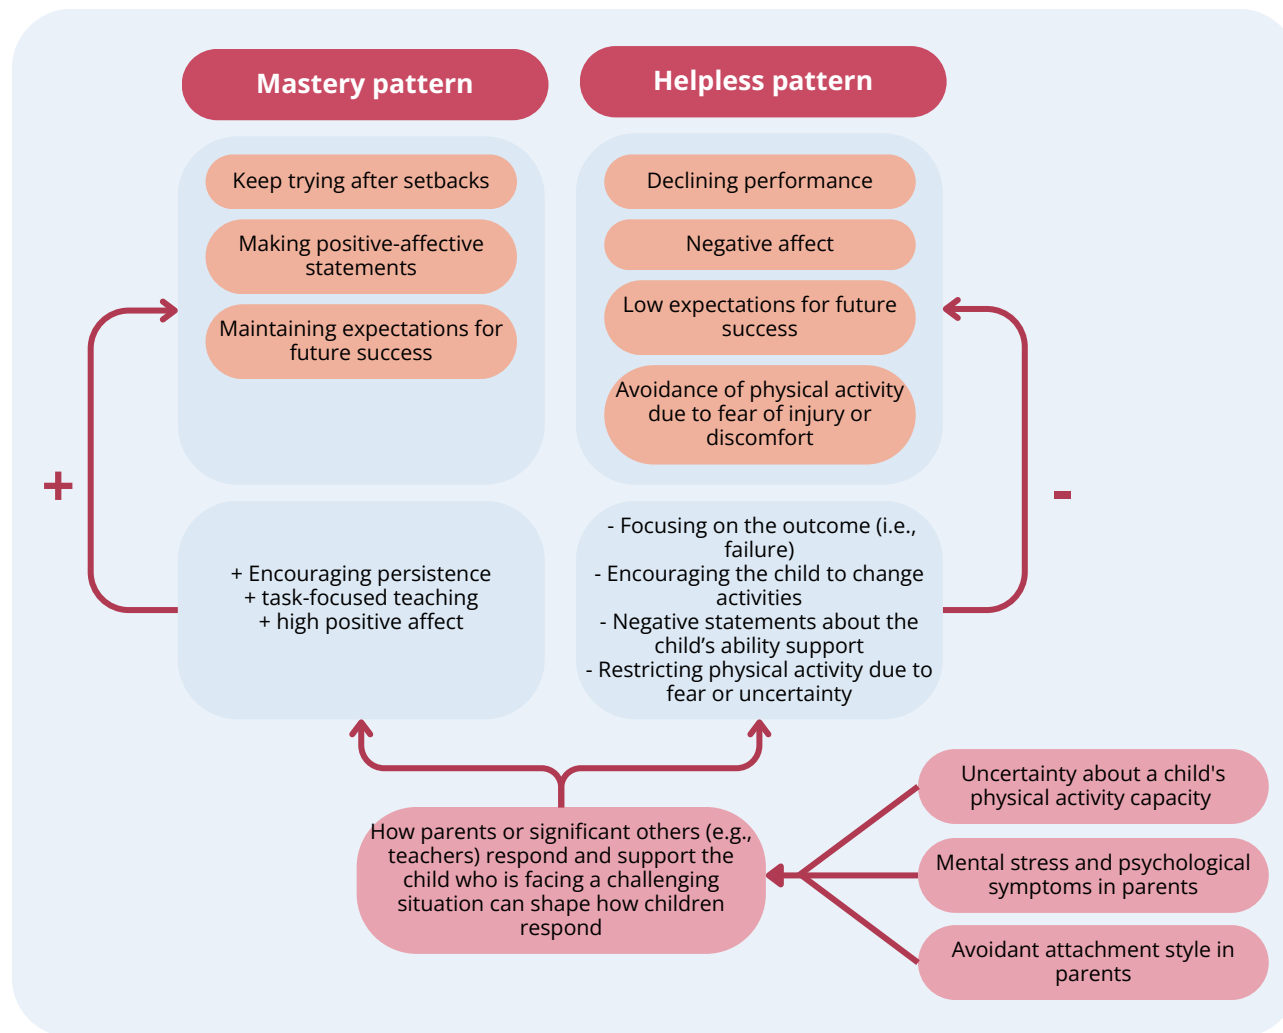 Mastery pattern
Keep trying after setbacks
Making positive-affective
statements
Maintaining expectations for
future success
Helpless pattern
Declining performance
Negative affect
Low expectations for future
success
Avoidance of physical activity
due to fear of injury or
discomfort
+
-
+ Encouraging persistence
+ task-focused teaching
+ high positive affect
- Focusing on the outcome (i.e.,
failure)
- Encouraging the child to change
activities
- Negative statements about the
child’s ability support
- Restricting physical activity due to
fear or uncertainty
How parents or significant others (e.g.,
teachers) respond and support the
child who is facing a challenging
situation can shape how children
respond
Uncertainty about a child's
physical activity capacity
Mental stress and psychological
symptoms in parents
Avoidant attachment style in
parents